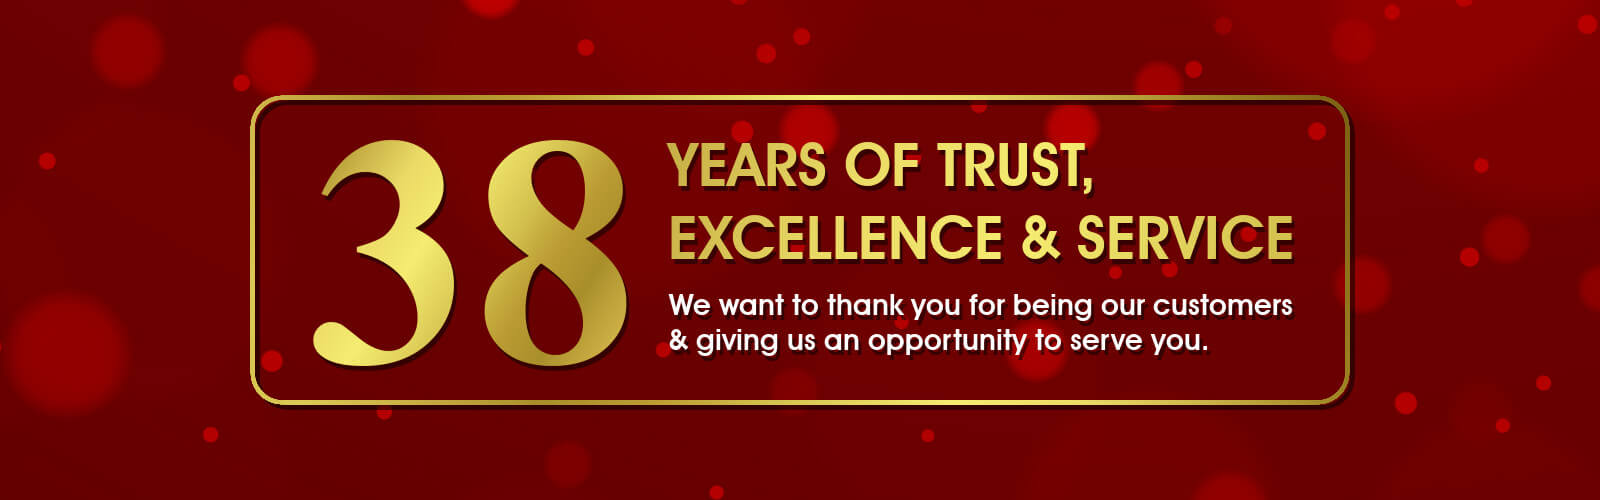 38
YEARS OF TRUST,
EXCELLENCE & SERVICE
We want to thank you for being our customers
& giving us an opportunity to serve you.